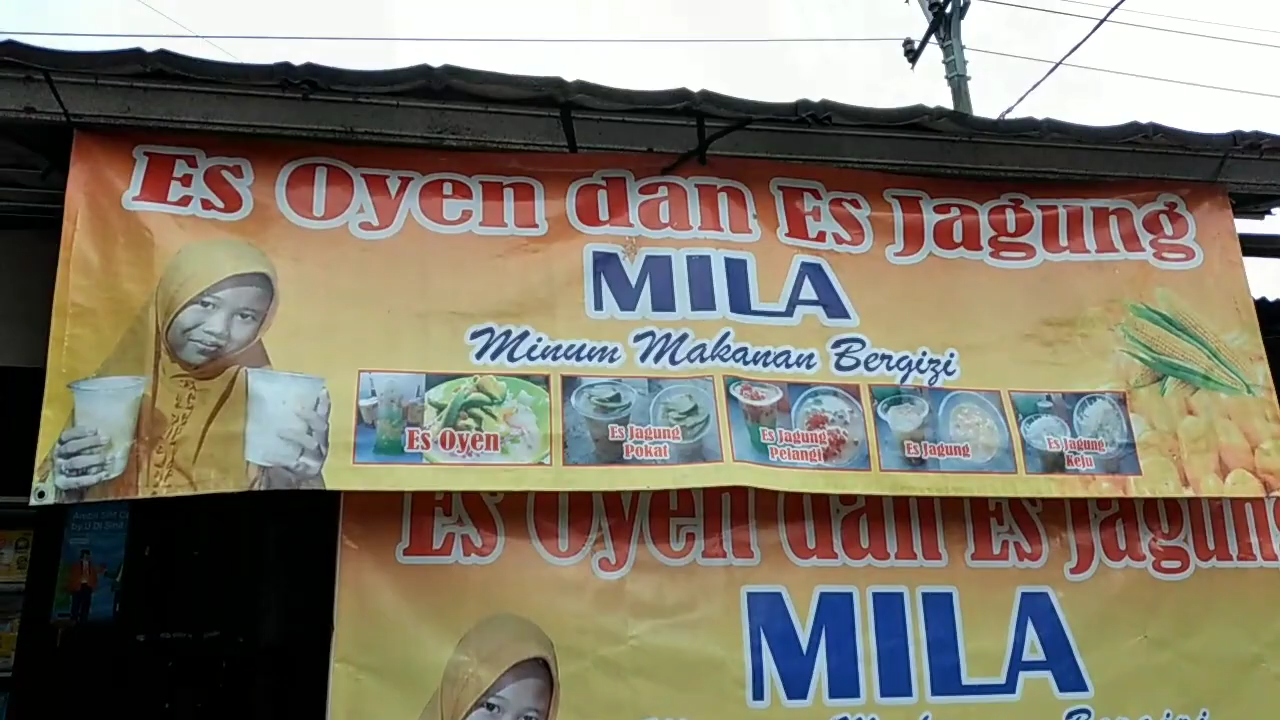 Es Oyen dan Es Jagung
MILA
Minum Makanan Bergizi
Es Oyen
Es Jagung
Pokat
Es Jagung
Pelangi
Es Jagung
Es Jagung
Keju
Es Oyen dan Es Jagung
MILA